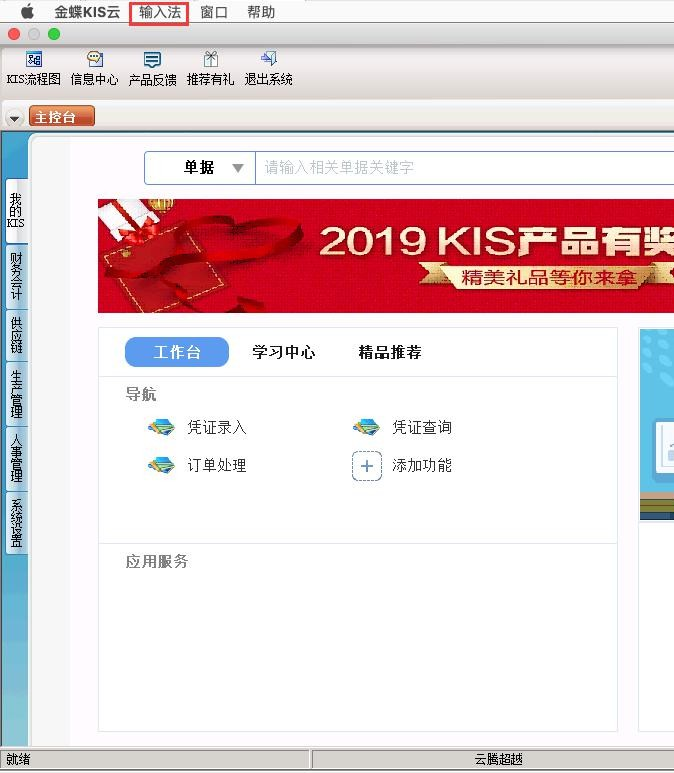 金蝶KIS云 输入法 窗口 帮助
KIS流程图 信息中心 产品反馈 推荐有礼 退出系统
主控台
单据 请输入相关单据关键字
我的KIS
财务会计
供应链
生产管理
人事管理
系统设置
2019 KIS产品有奖
精美礼品等你来拿
工作台 学习中心 精品推荐
导航
凭证录入 凭证查询
订单处理 添加功能
应用服务
就绪 云腾超越